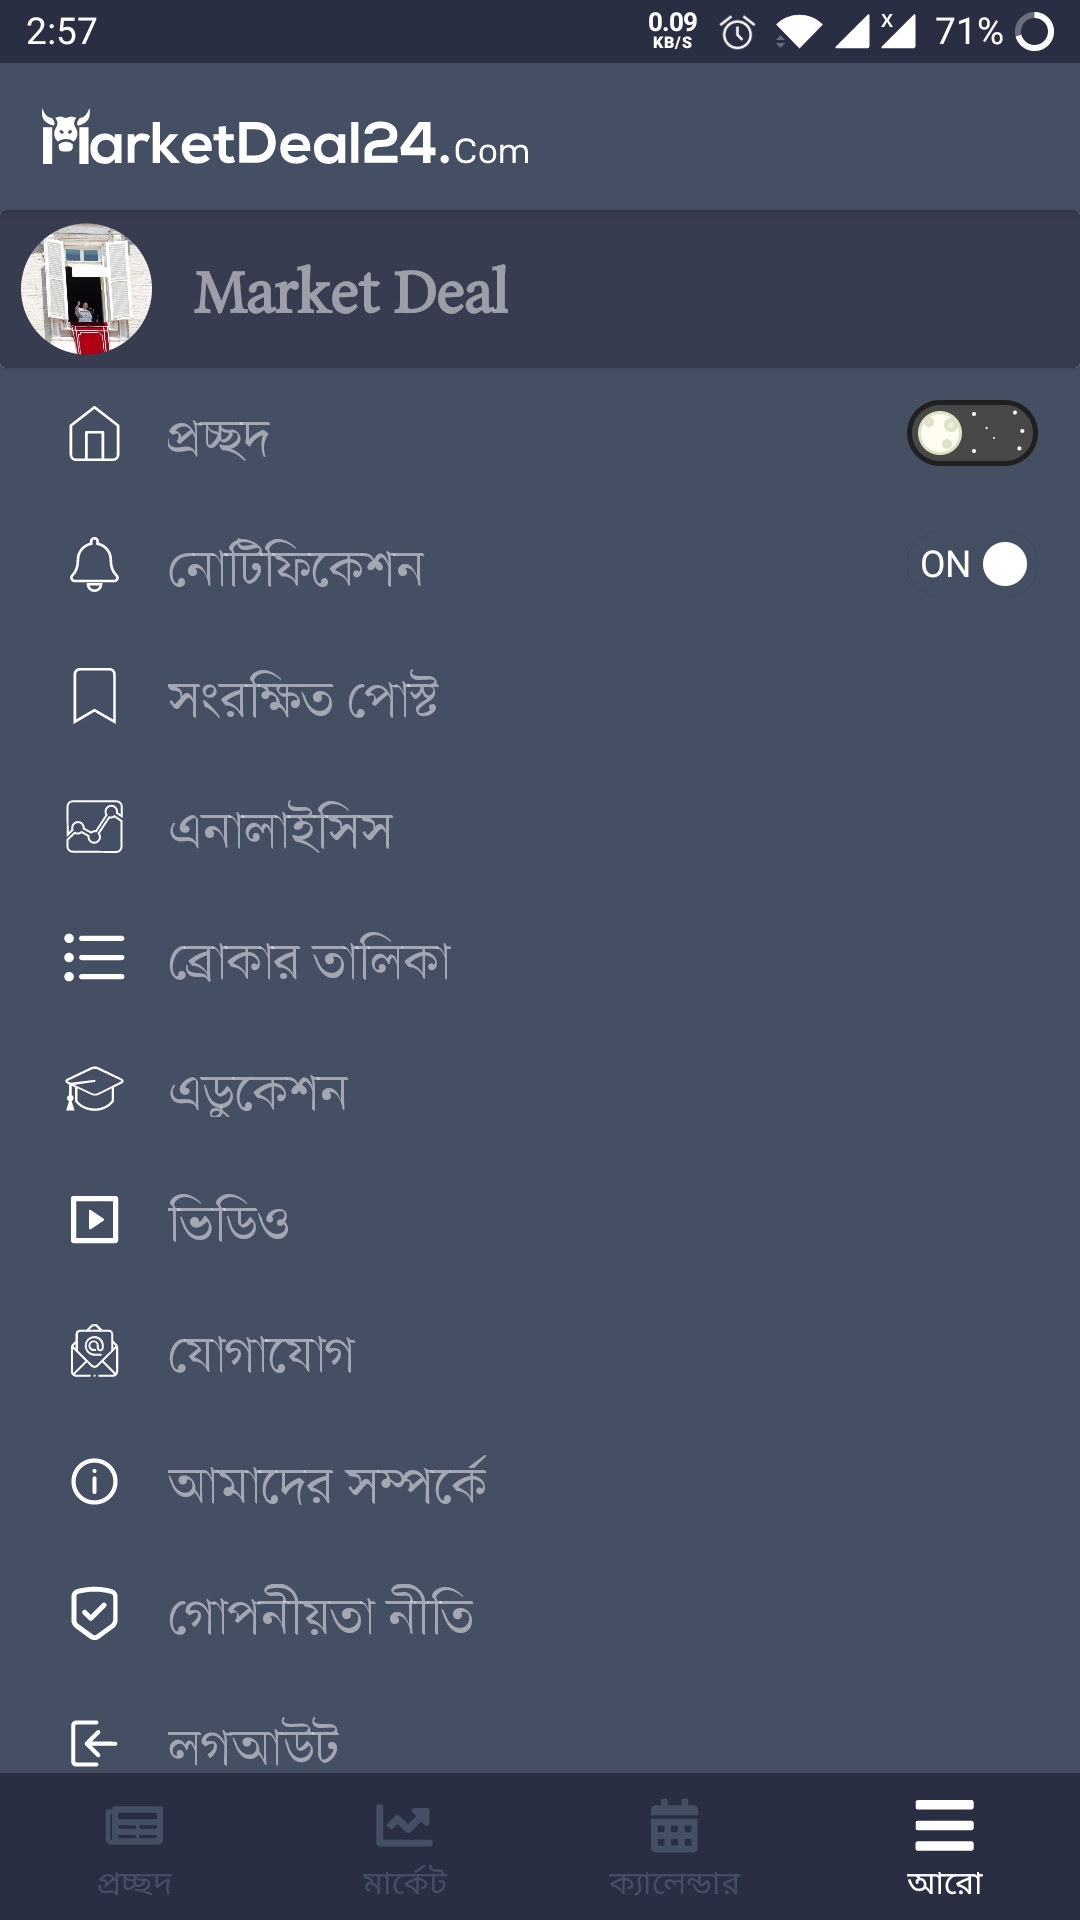 2:57 0.09 KB/S X 71%
MarketDeal24.Com
Market Deal
প্রচ্ছদ
নোটিফিকেশন ON
সংরক্ষিত পোস্ট
এনালাইসিস
ব্রোকার তালিকা
এডুকেশন
ভিডিও
যোগাযোগ
আমাদের সম্পর্কে
গোপনীয়তা নীতি
লগআউট
প্রচ্ছদ মার্কেট ক্যালেন্ডার আরো